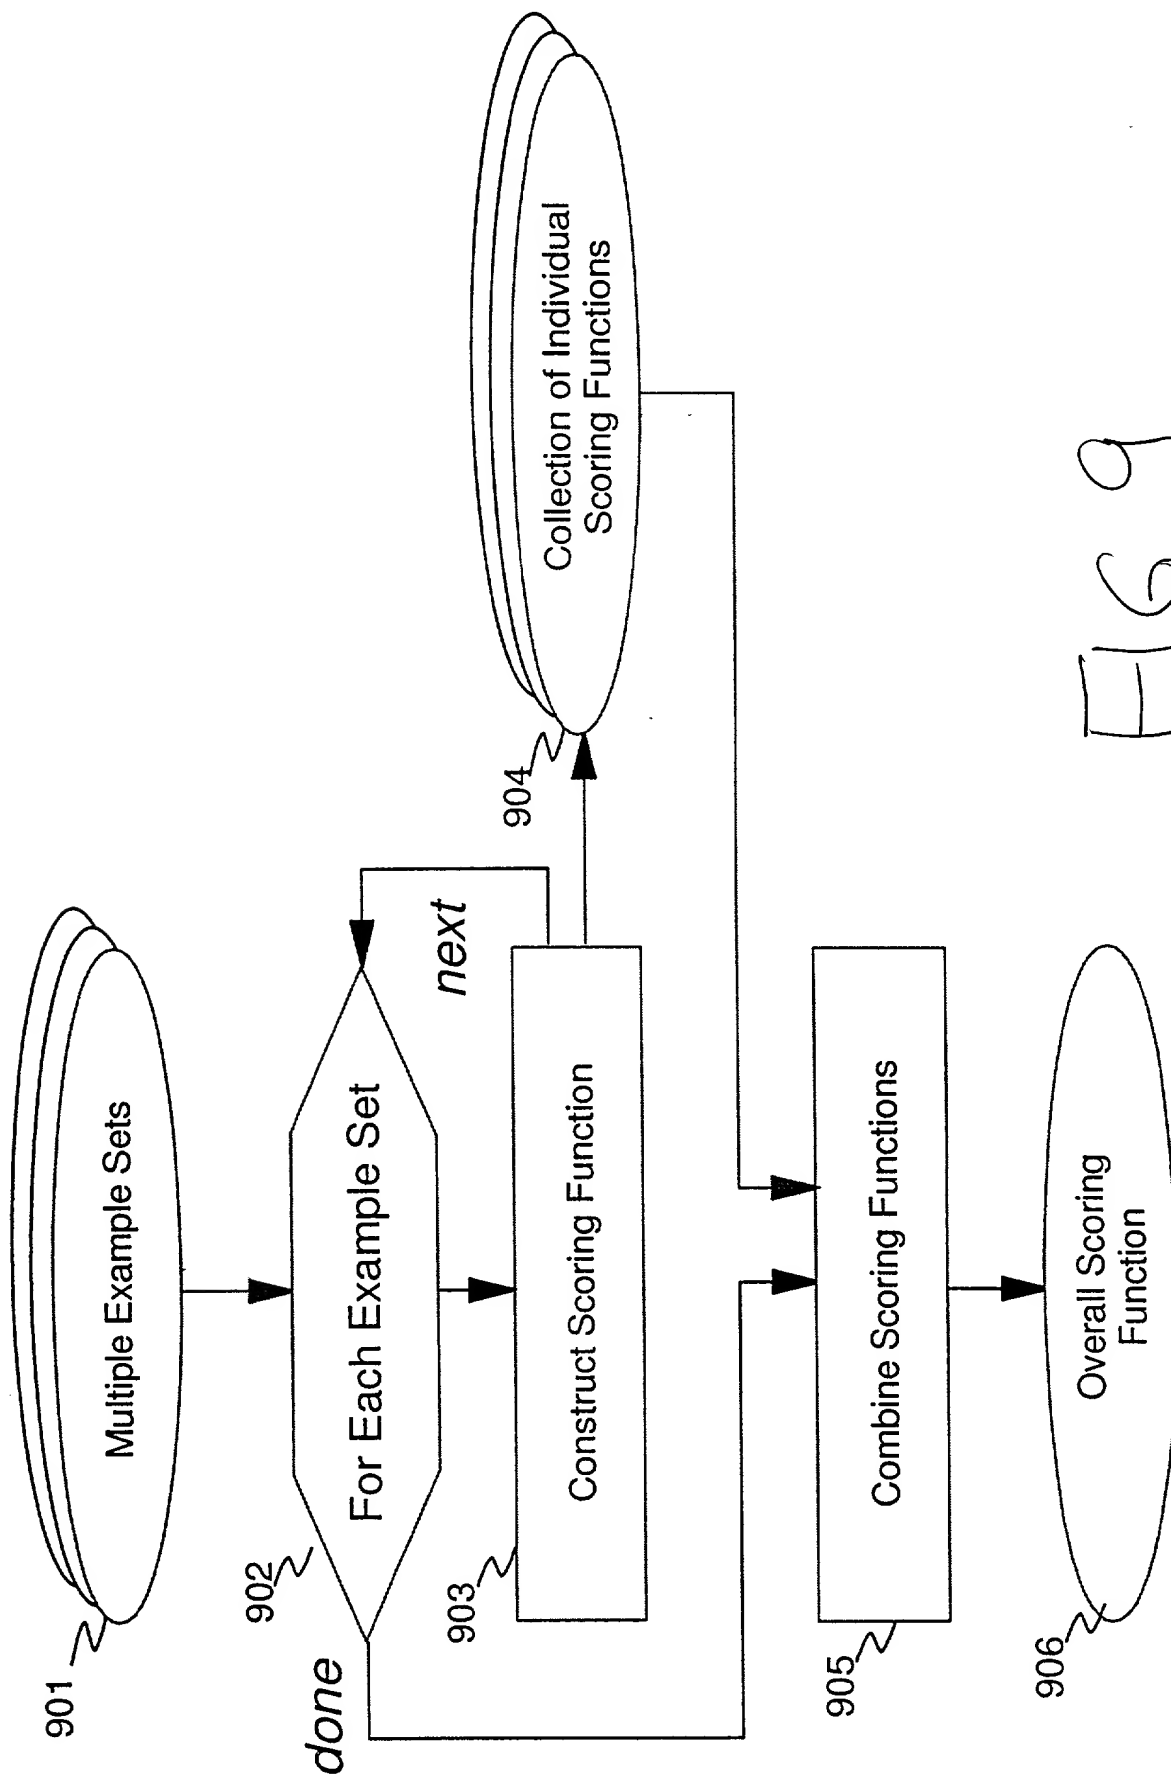 901
Multiple Example Sets
902
For Each Example Set
done
next
903
Construct Scoring Function
904
Collection of Individual
Scoring Functions
905
Combine Scoring Functions
906
Overall Scoring
Function
FIG 9